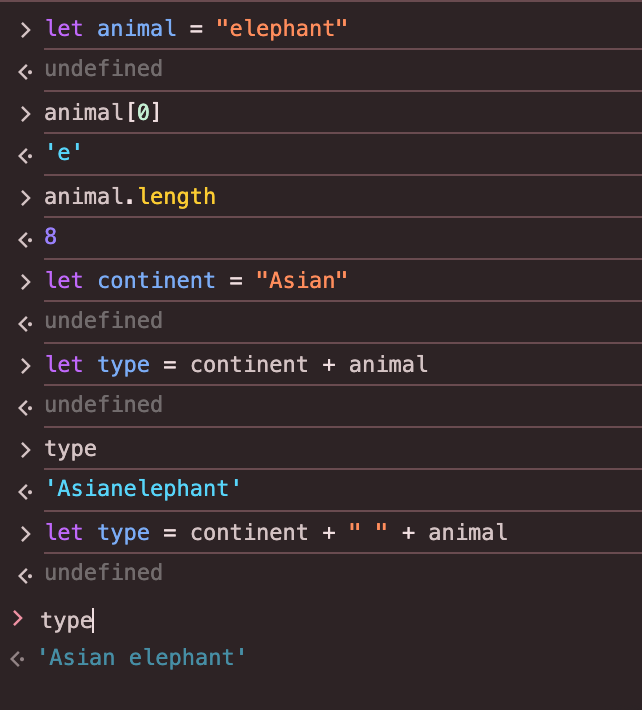 > let animal = "elephant"
<· undefined
> animal[0]
<· 'e'
> animal.length
<· 8
> let continent = "Asian"
<· undefined
> let type = continent + animal
<· undefined
> type
<· 'Asianelephant'
> let type = continent + " " + animal
<· undefined
> type
<· 'Asian elephant'